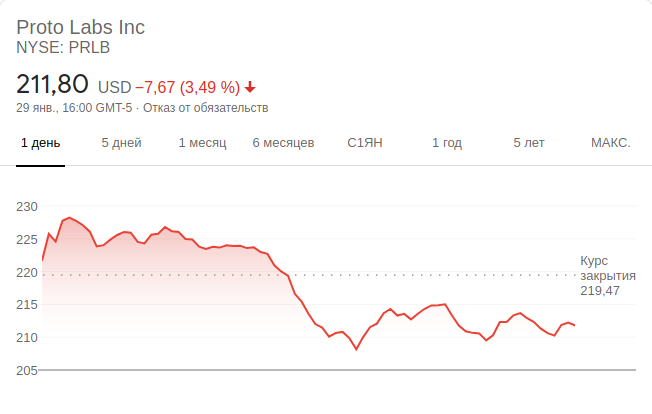 Proto Labs Inc
NYSE: PRLB
211,80 USD −7,67 (3,49 %)
29 янв., 16:00 GMT-5 · Отказ от обязательств
1 день 5 дней 1 месяц 6 месяцев С1ЯН 1 год 5 лет МАКС.
230
225
220
215
210
205
Курс
закрытия
219,47